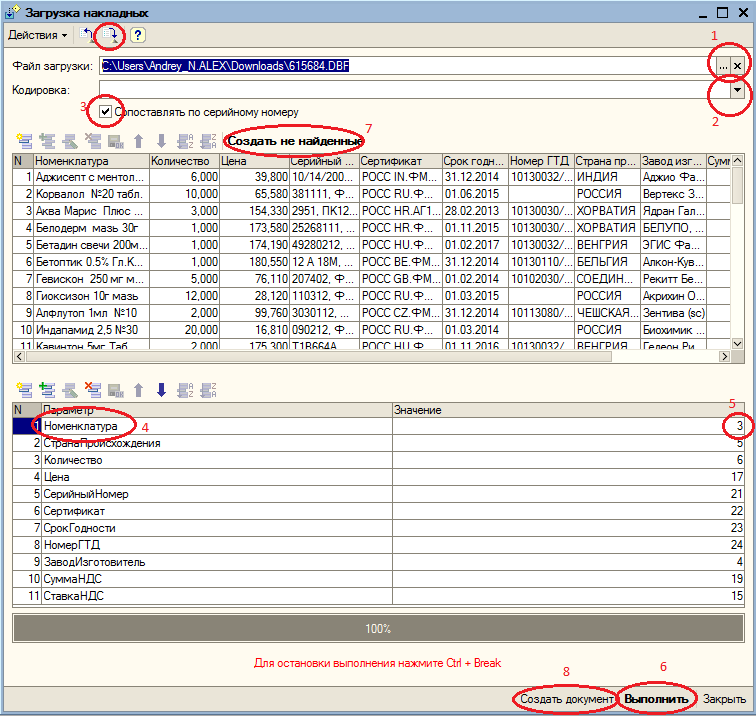 Загрузка накладных
Действия
1
Файл загрузки: C:\Users\Andrey_N.ALEX\Downloads\615684.DBF ...
Кодировка:
2
3 Сопоставлять по серийному номеру
7
Создать не найденные
N Номенклатура Количество Цена Серийный ... Сертификат Срок годн... Номер ГТД Страна пр... Завод изг... Сумм
1 Аджисепт с ментол... 6,000 39,800 10/14/200... РОСС IN.ФМ... 31.12.2014 10130032/... ИНДИЯ Аджио Фа...
2 Корвалол №20 табл. 10,000 65,580 381111, Ф... РОСС RU.Ф... 01.06.2015 РОССИЯ Вертекс З...
3 Аква Марис Плюс ... 3,000 154,330 2951, ПК12... РОСС HR.АГ1... 28.02.2013 10130030/... ХОРВАТИЯ Ядран Гал...
4 Белодерм мазь 30г 1,000 173,580 25268111, ... РОСС HR.Ф... 01.11.2015 10130030/... ХОРВАТИЯ БЕЛУПО, ...
5 Бетадин свечи 200м... 1,000 174,190 49280212, ... РОСС HU.Ф... 01.02.2017 10130032/... ВЕНГРИЯ ЭГИС Фа...
6 Бетоптик 0.5% Гл.К... 1,000 180,550 12 А 18М, ... РОСС BE.ФМ... 31.12.2014 10130110/... БЕЛЬГИЯ Алкон-Кув...
7 Гевискон 250 мг м... 5,000 76,110 207402, Ф... РОСС GB.ФМ... 01.02.2014 10102030/... СОЕДИН... Рекитт Бе...
8 Гиоксизон 10г мазь 12,000 28,120 110312, Ф... РОСС RU.Ф... 01.03.2015 РОССИЯ Акрихин О...
9 Алфлутоп 1мл №10 2,000 99,760 3030112, ... РОСС CZ.ФМ... 01.03.2014 10113080/... ЧЕШСКАЯ... Зентива (sc)
10 Индапамид 2,5 №30 20,000 16,810 090212, Ф... РОСС RU.Ф... 01.03.2014 РОССИЯ Биохимик ...
11 Кавинтон 5мг Таб. 2,000 175,300 T1B664A РОСС HU.Ф... 01.11.2016 10130032/... ВЕНГРИЯ Гедеон Ри...
N Параметр Значение 5
1 Номенклатура 4 3
2 СтранаПроисхождения 5
3 Количество 6
4 Цена 17
5 СерийныйНомер 21
6 Сертификат 22
7 СрокГодности 23
8 НомерГТД 24
9 ЗаводИзготовитель 4
10 СуммаНДС 19
11 СтавкаНДС 15
100%
Для остановки выполнения нажмите Ctrl + Break
8 6
Создать документ Выполнить Закрыть